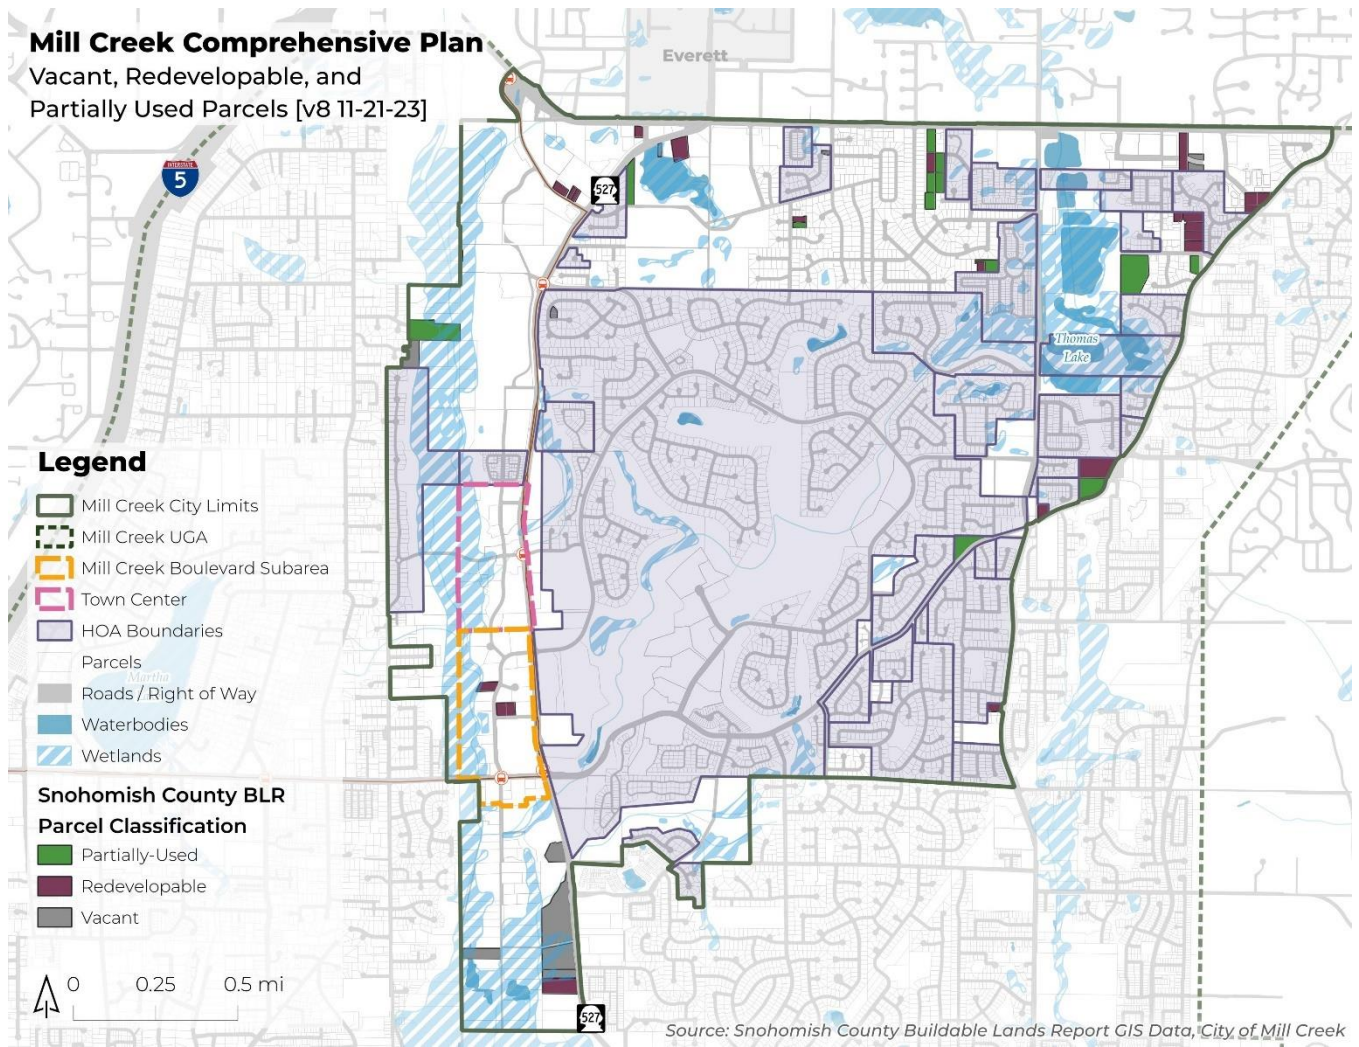 Mill Creek Comprehensive Plan
Vacant, Redevelopable, and
Partially Used Parcels [v8 11-21-23]
Everett
INTERSTATE
5
527
Thomas
Lake
Legend
Mill Creek City Limits
Mill Creek UGA
Mill Creek Boulevard Subarea
Town Center
HOA Boundaries
Parcels
Martha
Roads / Right of Way
Waterbodies
Wetlands
Snohomish County BLR
Parcel Classification
Partially-Used
Redevelopable
Vacant
0 0.25 0.5 mi
527
Source: Snohomish County Buildable Lands Report GIS Data, City of Mill Creek